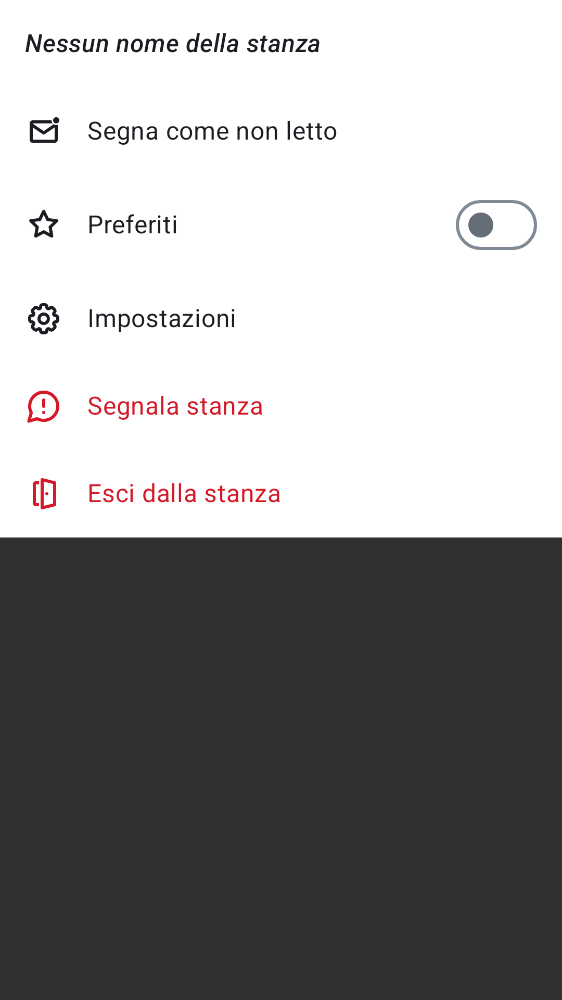 Nessun nome della stanza
Segna come non letto
Preferiti
Impostazioni
Segnala stanza
Esci dalla stanza